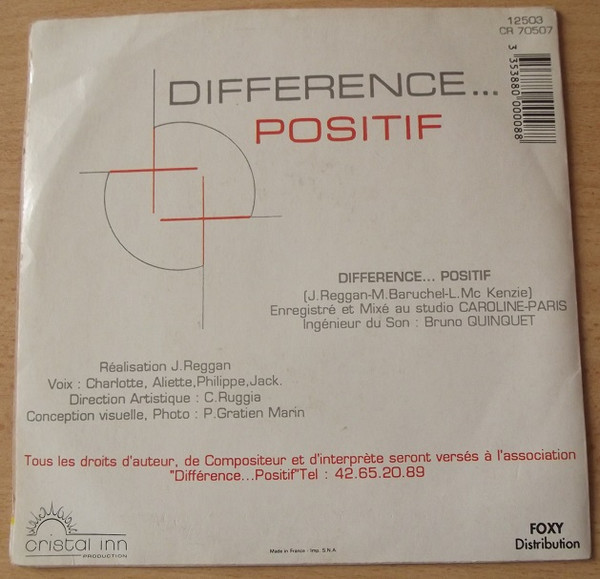 12503
CR 70507
3 353880 000088
DIFFERENCE...
POSITIF
DIFFERENCE... POSITIF
(J.Reggan-M.Baruchel-L.Mc Kenzie)
Enregistré et Mixé au studio CAROLINE-PARIS
Ingénieur du Son : Bruno QUINQUET
Réalisation J.Reggan
Voix : Charlotte, Aliette,Philippe,Jack.
Direction Artistique : C.Ruggia
Conception visuelle, Photo : P.Gratien Marin
Tous les droits d'auteur, de Compositeur et d'interprète seront versés à l'association
"Différence...Positif"Tel : 42.65.20.89
cristal inn
PRODUCTION
Made in France - Imp. S.N.A
FOXY
Distribution